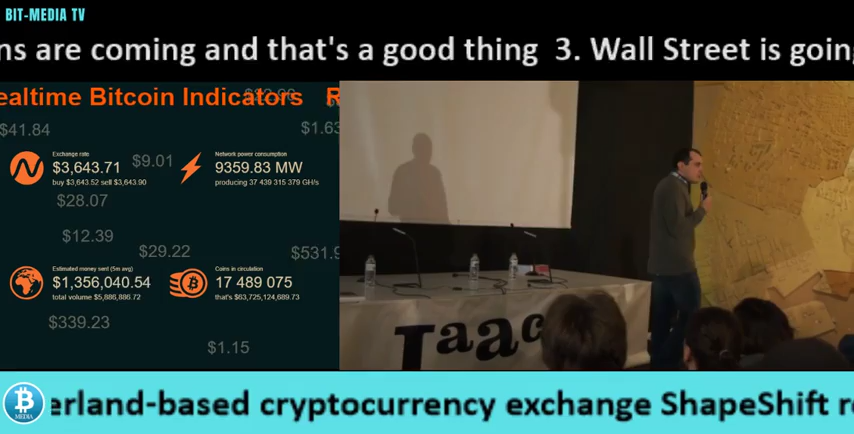 BIT-MEDIA TV
ns are coming and that's a good thing 3. Wall Street is going
ealtime Bitcoin Indicators R
$41.84
$1.63
Exchange rate
$3,643.71
buy $3,643.52 sell $3,643.90
$9.01
Network power consumption
9359.83 MW
producing 37 439 315 379 GH/s
$28.07
$12.39
$29.22
$531.9
Estimated money sent (5m avg)
$1,356,040.54
total volume $5,886,886.72
Coins in circulation
17 489 075
that's $63,725,124,689.73
$339.23
$1.15
Iaac
B
MEDIA
erland-based cryptocurrency exchange ShapeShift r